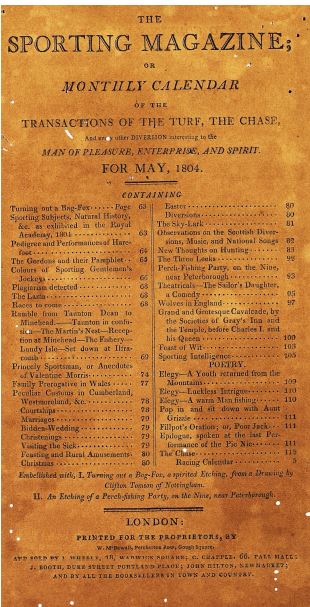 THE
SPORTING MAGAZINE;
OR
MONTHLY CALENDAR
OF THE
TRANSACTIONS OF THE TURF, THE CHASE,
And every other DIVERSION interesting to the
MAN OF PLEASURE, ENTERPRIZE, AND SPIRIT.
FOR MAY, 1804.
CONTAINING
Turning out a Bag-Fox Page 63
Sporting Subjects, Natural History,
&c. as exhibited in the Royal
Academy, 1804 63
Pedigree and Performances of Hare-
foot 64
The Gordons and their Pamphlet 65
Colours of Sporting Gentlemen's
Jockeys 66
Plagiarism detected 68
The Lama 68
Races to come 68
Ramble from Taunton Dean to
Minehead.—Taunton in confu-
sion—The Martin's Nest—Recep-
tion at Minehead—The Fishery—
Lundy Isle—Set down at Ilfra-
comb 69
Princely Sportsman, or Anecdotes
of Valentine Morris 74
Family Prerogative in Wales 77
Peculiar Customs in Cumberland,
Westmoreland, &c. 78
Courtships 78
Marriages 79
Bidden-Wedding 79
Christenings 79
Visiting the Sick 79
Feasting and Rural Amusements 80
Christmas 80
Easter 80
Diversions 80
The Sky-Lark 81
Observations on the Scottish Diver-
sions, Music, and National Songs 82
New Thoughts on Hunting 83
The Three Looks 92
Perch-Fishing Party, on the Nine,
near Peterborough 93
Theatricals—The Sailor's Daughter,
a Comedy 95
Wolves in England 97
Grand and Grotesque Cavalcade, by
the Societies of Gray's Inn and
the Temple, before Charles I. and
his Queen 100
Feast of Wit 103
Sporting Intelligence 105
POETRY.
Elegy—A Youth returned from the
Mountains 109
Elegy—Luckless Intrigue 110
Elegy—A warm Man fishing 110
Pop in and sit down with Aunt
Grizzle 111
Fillpot's Oration; or, Poor Jack 111
Epilogue, spoken at the last Per-
formance of the Pic Nics 111
The Chase 112
Racing Calendar 5
Embellished with, I. Turning out a Bag-Fox, a spirited Etching, from a Drawing by
Clifton Tomson of Nottingham.
II. An Etching of a Perch-fishing Party, on the Nine, near Peterborough.
LONDON:
PRINTED FOR THE PROPRIETORS, BY
W. McDowall, Pemberton Row, Gough Square;
AND SOLD BY J. WHEBLE, 18, WARWICK SQUARE; C. CHAPPLE, 66, PALL MALL;
J. BOOTH, DUKE STREET PORTLAND PLACE; JOHN HILTON, NEWMARKET;
AND BY ALL THE BOOKSELLERS IN TOWN AND COUNTRY.